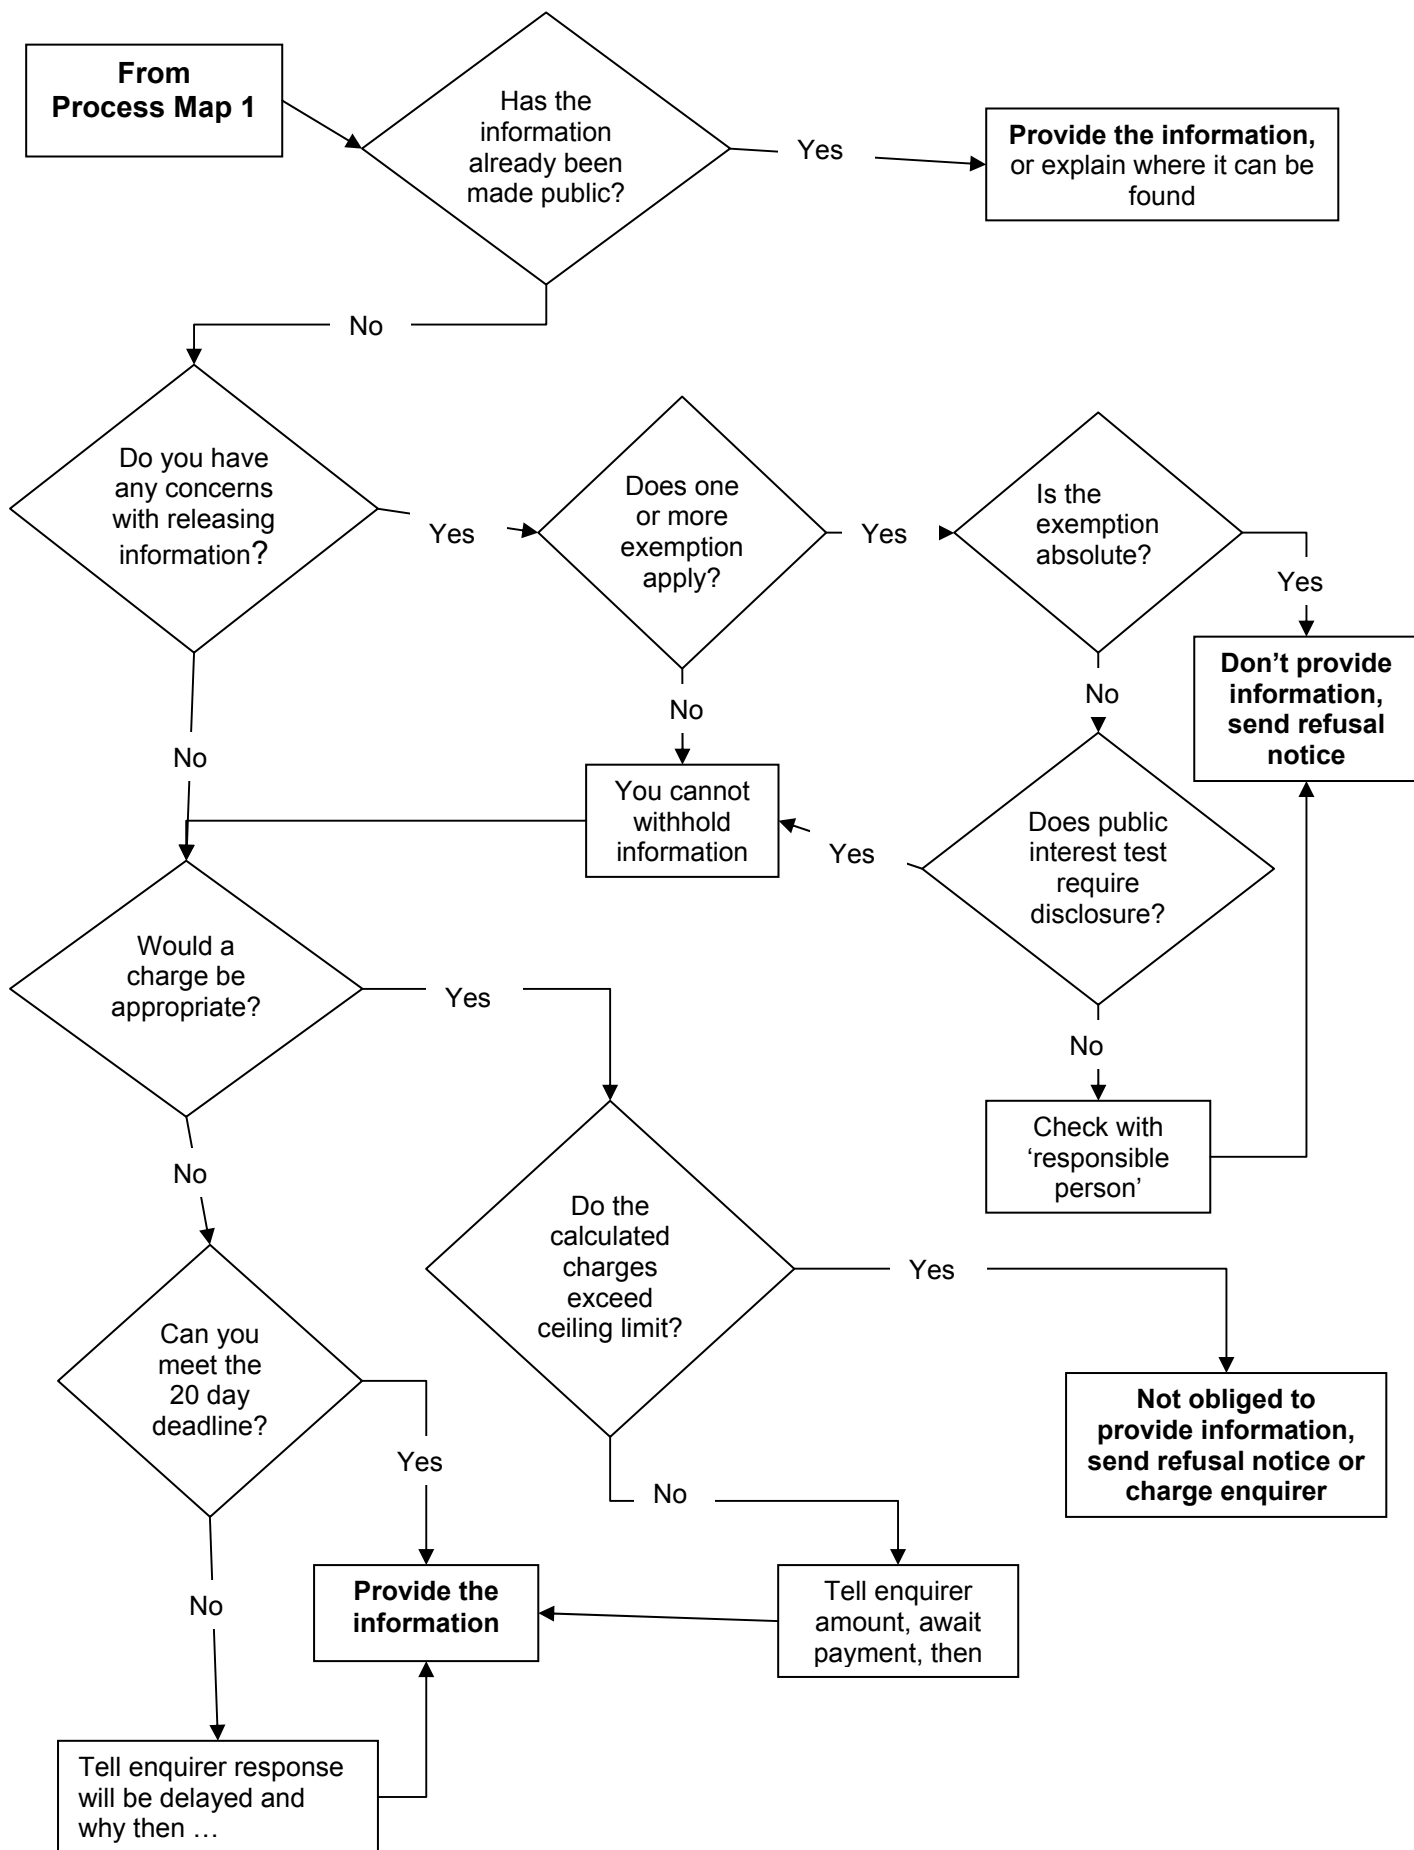 From
Process Map 1
Has the
information
already been
made public?
Yes
Provide the information,
or explain where it can be
found
No
Do you have
any concerns
with releasing
information?
Yes
Does one
or more
exemption
apply?
Yes
Is the
exemption
absolute?
Yes
No
No
No
Don’t provide
information,
send refusal
notice
You cannot
withhold
information
Yes
Does public
interest test
require
disclosure?
Would a
charge be
appropriate?
Yes
No
Check with
‘responsible
person’
No
Do the
calculated
charges
exceed
ceiling limit?
Yes
Can you
meet the
20 day
deadline?
Yes
Not obliged to
provide information,
send refusal notice or
charge enquirer
No
No
Provide the
information
Tell enquirer
amount, await
payment, then
Tell enquirer response
will be delayed and
why then …